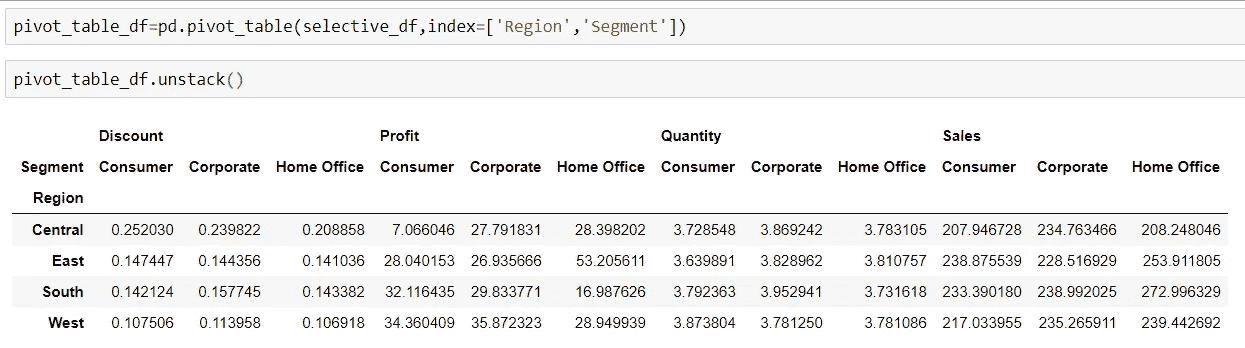 pivot_table_df=pd.pivot_table(selective_df,index=['Region','Segment'])
pivot_table_df.unstack()
Discount Profit Quantity Sales
Segment Consumer Corporate Home Office Consumer Corporate Home Office Consumer Corporate Home Office Consumer Corporate Home Office
Region
Central 0.252030 0.239822 0.208858 7.066046 27.791831 28.398202 3.728548 3.869242 3.783105 207.946728 234.763466 208.248046
East 0.147447 0.144356 0.141036 28.040153 26.935666 53.205611 3.639891 3.828962 3.810757 238.875539 228.516929 253.911805
South 0.142124 0.157745 0.143382 32.116435 29.833771 16.987626 3.792363 3.952941 3.731618 233.390180 238.992025 272.996329
West 0.107506 0.113958 0.106918 34.360409 35.872323 28.949939 3.873804 3.781250 3.781086 217.033955 235.265911 239.442692